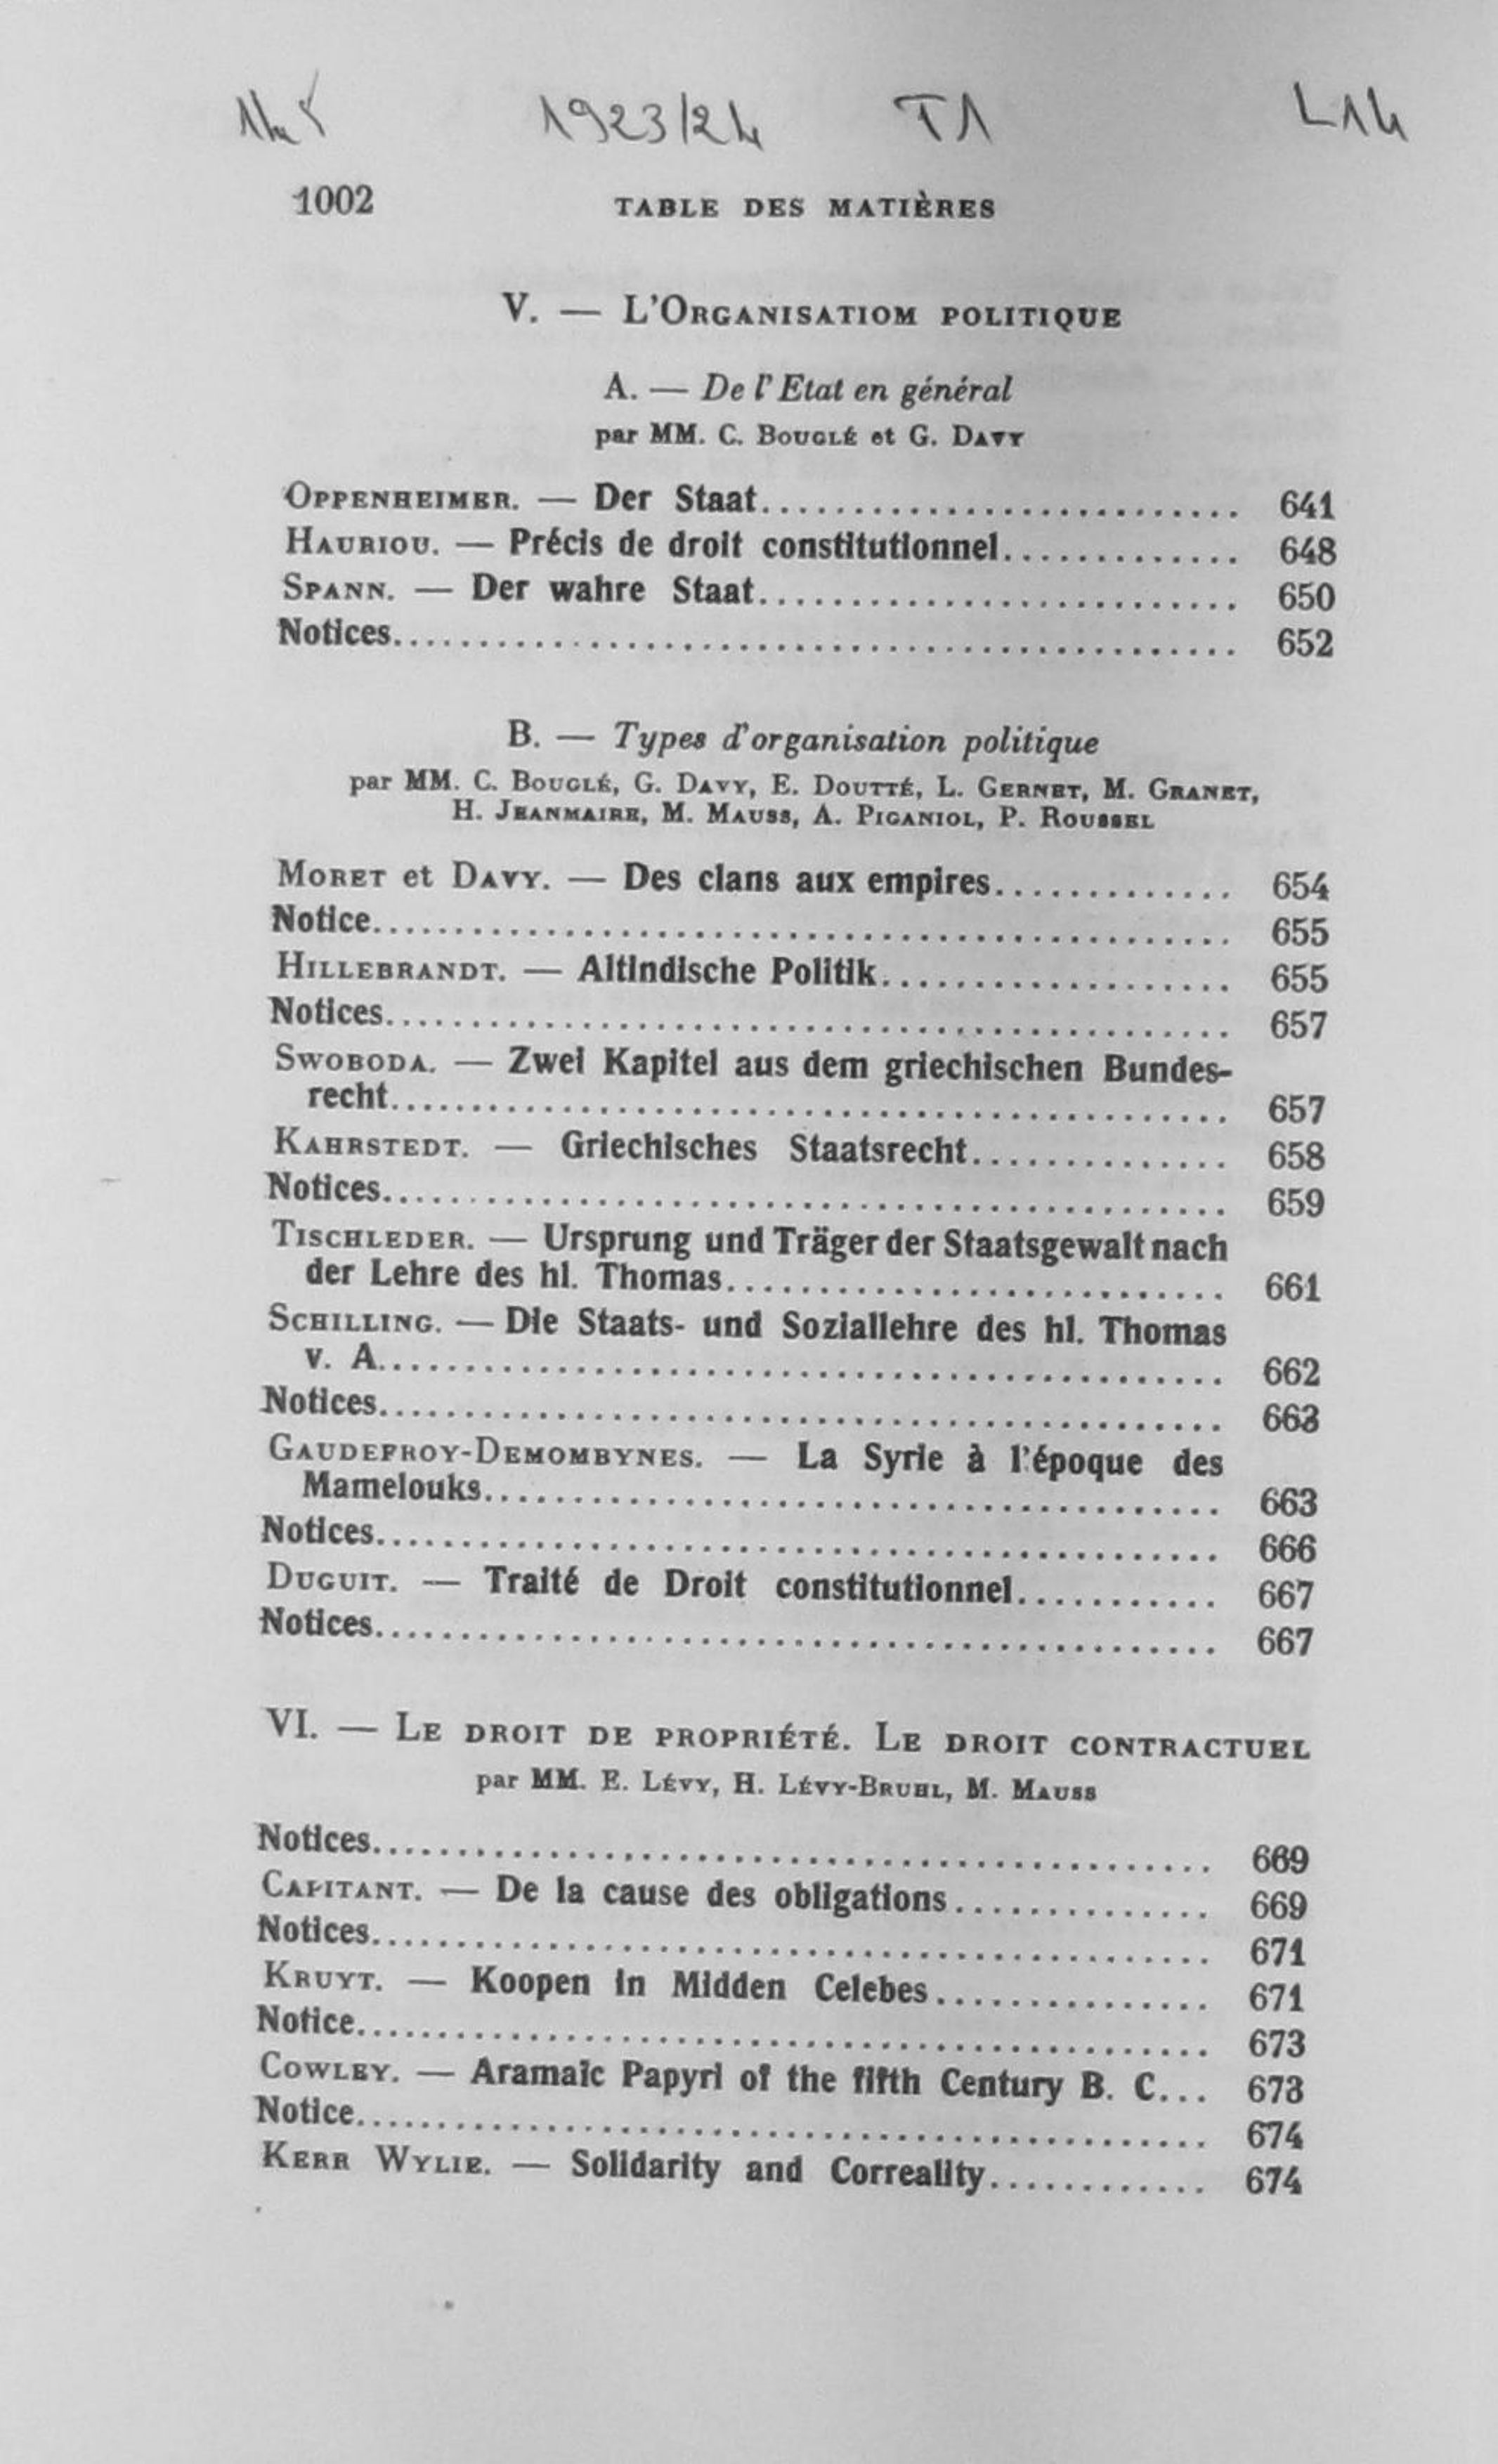 1923/24 T1 L14
1002 TABLE DES MATIÈRES
V. — L'ORGANISATIOM POLITIQUE
A. — De l'Etat en général
par MM. C. BOUGLÉ et G. DAVY
OPPENHEIMER. — Der Staat........................... 641
HAURIOU. — Précis de droit constitutionnel............. 648
SPANN. — Der wahre Staat........................... 650
Notices............................................... 652
B. — Types d'organisation politique
par MM. C. BOUGLÉ, G. DAVY, E. DOUTTÉ, L. GERNET, M. GRANET,
H. JEANMAIRE, M. MAUSS, A. PIGANIOL, P. ROUSSEL
MORET et DAVY. — Des clans aux empires............. 654
Notice................................................ 655
HILLEBRANDT. — Altindische Politik................... 655
Notices............................................... 657
SWOBODA. — Zwei Kapitel aus dem griechischen Bundes-
recht............................................... 657
KAHRSTEDT. — Griechisches Staatsrecht.............. 658
Notices............................................... 659
TISCHLEDER. — Ursprung und Träger der Staatsgewalt nach
der Lehre des hl. Thomas............................ 661
SCHILLING. — Die Staats- und Soziallehre des hl. Thomas
v. A............................................... 662
Notices............................................... 663
GAUDEFROY-DEMOMBYNES. — La Syrie à l'époque des
Mamelouks......................................... 663
Notices............................................... 666
DUGUIT. — Traité de Droit constitutionnel........... 667
Notices............................................... 667
VI. — LE DROIT DE PROPRIÉTÉ. LE DROIT CONTRACTUEL
par MM. E. LÉVY, H. LÉVY-BRUHL, M. MAUSS
Notices............................................... 669
CAPITANT. — De la cause des obligations.............. 669
Notices............................................... 671
KRUYT. — Koopen in Midden Celebes............... 671
Notice................................................ 673
COWLEY. — Aramaïc Papyri of the fifth Century B. C... 673
Notice................................................ 674
KERR WYLIE. — Solidarity and Correality............ 674